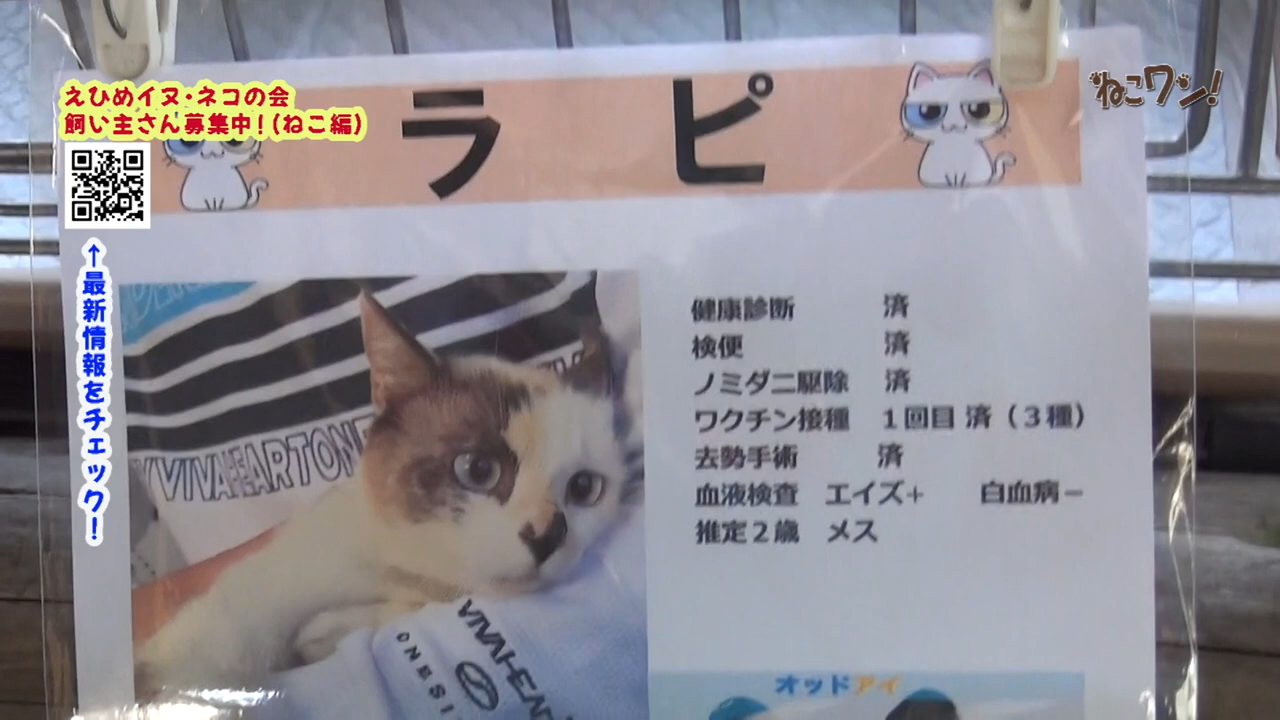 えひめイヌ・ネコの会
飼い主さん募集中!(ねこ編)
ねこワン!
↑最新情報をチェック!
ラピ
健康診断 済
検便 済
ノミダニ駆除 済
ワクチン接種 1回目 済(3種)
去勢手術 済
血液検査 エイズ+ 白血病−
推定2歳 メス
オッドアイ
VIVAHEART
ONESI